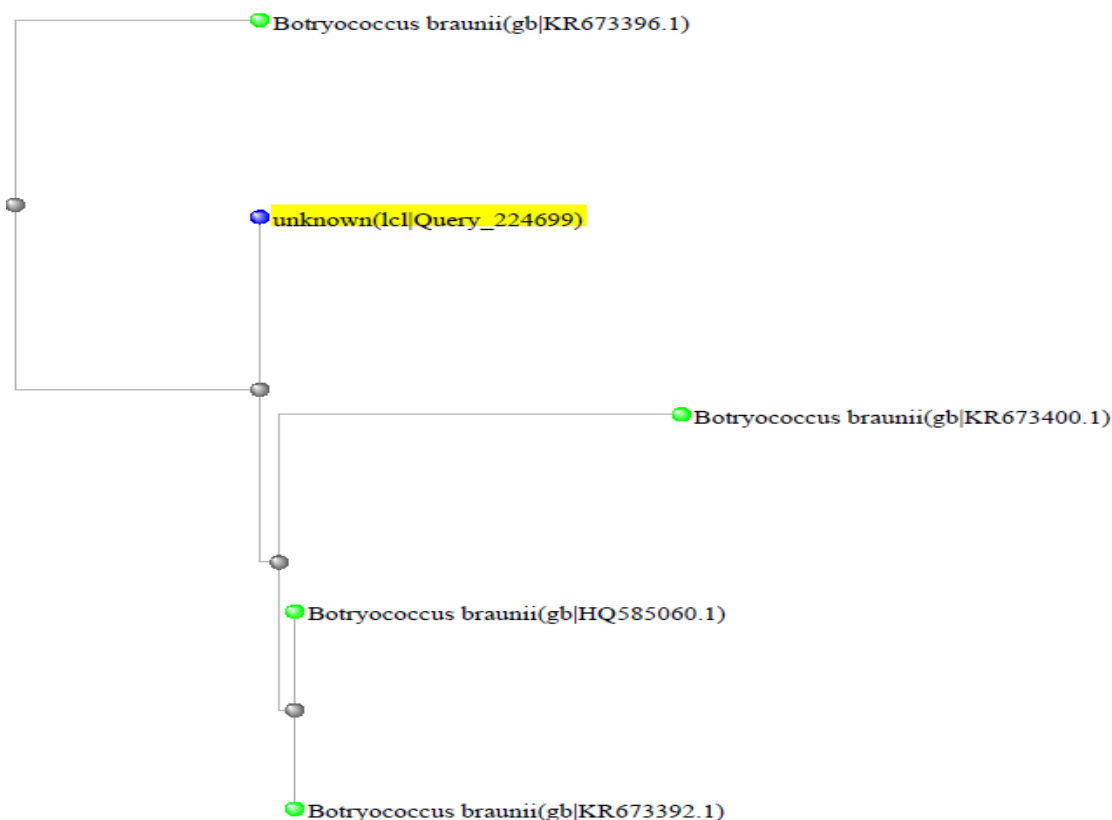 Botryococcus braunii(gb|KR673396.1)
unknown(lcl|Query_224699)
Botryococcus braunii(gb|KR673400.1)
Botryococcus braunii(gb|HQ585060.1)
Botryococcus braunii(gb|KR673392.1)